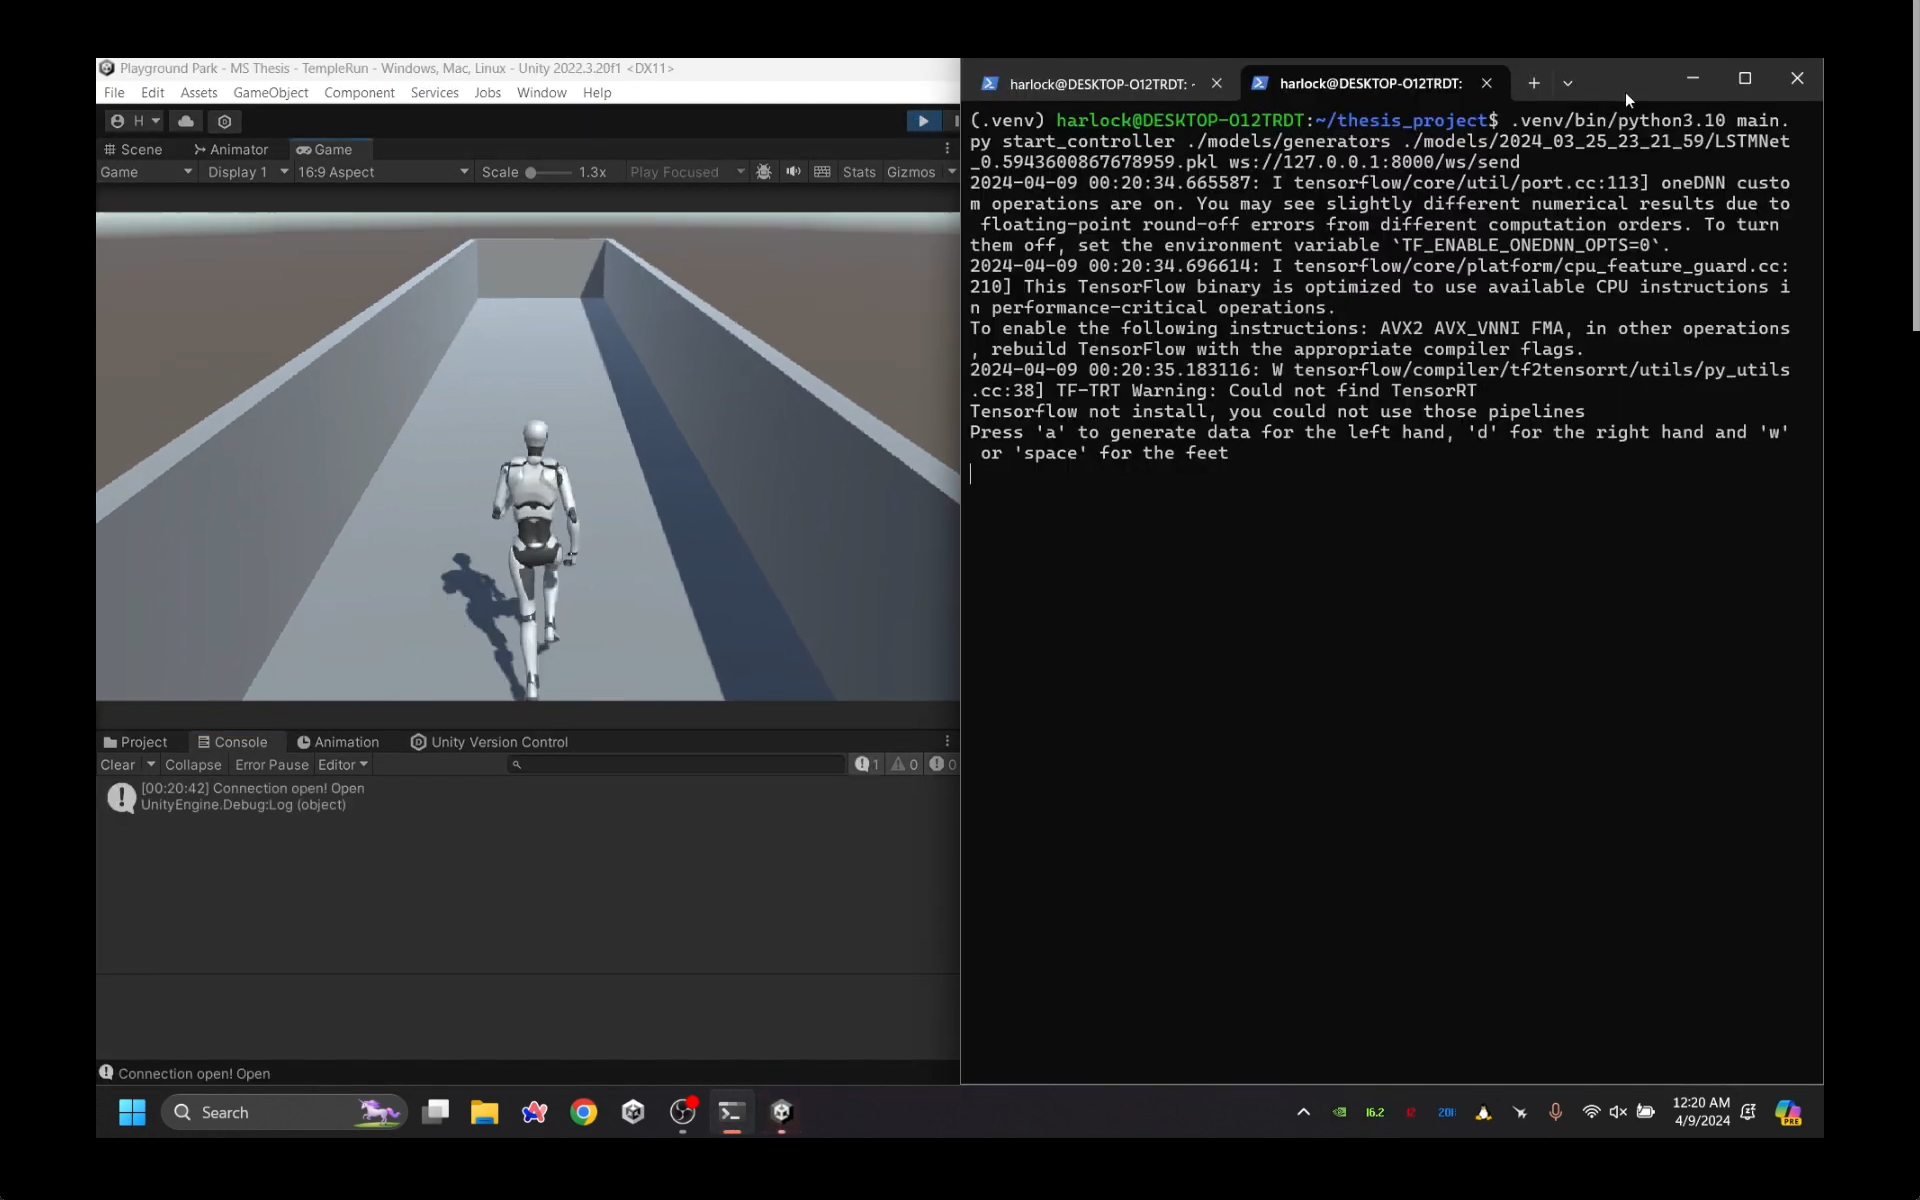 Playground Park - MS Thesis - TempleRun - Windows, Mac, Linux - Unity 2022.3.20f1 <DX11>
File Edit Assets GameObject Component Services Jobs Window Help
H
Scene Animator Game
Game Display 1 16:9 Aspect Scale 1.3x Play Focused Stats Gizmos
Project Console Animation Unity Version Control
Clear Collapse Error Pause Editor 1 0 0
[00:20:42] Connection open! Open
UnityEngine.Debug:Log (object)
Connection open! Open
harlock@DESKTOP-O12TRDT: - harlock@DESKTOP-O12TRDT:
(.venv) harlock@DESKTOP-O12TRDT:~/thesis_project$ .venv/bin/python3.10 main.
py start_controller ./models/generators ./models/2024_03_25_23_21_59/LSTMNet
_0.5943600867678959.pkl ws://127.0.0.1:8000/ws/send
2024-04-09 00:20:34.665587: I tensorflow/core/util/port.cc:113] oneDNN custo
m operations are on. You may see slightly different numerical results due to
 floating-point round-off errors from different computation orders. To turn
them off, set the environment variable `TF_ENABLE_ONEDNN_OPTS=0`.
2024-04-09 00:20:34.696614: I tensorflow/core/platform/cpu_feature_guard.cc:
210] This TensorFlow binary is optimized to use available CPU instructions i
n performance-critical operations.
To enable the following instructions: AVX2 AVX_VNNI FMA, in other operations
, rebuild TensorFlow with the appropriate compiler flags.
2024-04-09 00:20:35.183116: W tensorflow/compiler/tf2tensorrt/utils/py_utils
.cc:38] TF-TRT Warning: Could not find TensorRT
Tensorflow not install, you could not use those pipelines
Press 'a' to generate data for the left hand, 'd' for the right hand and 'w'
 or 'space' for the feet
Search
16.2
12:20 AM
4/9/2024
PRE